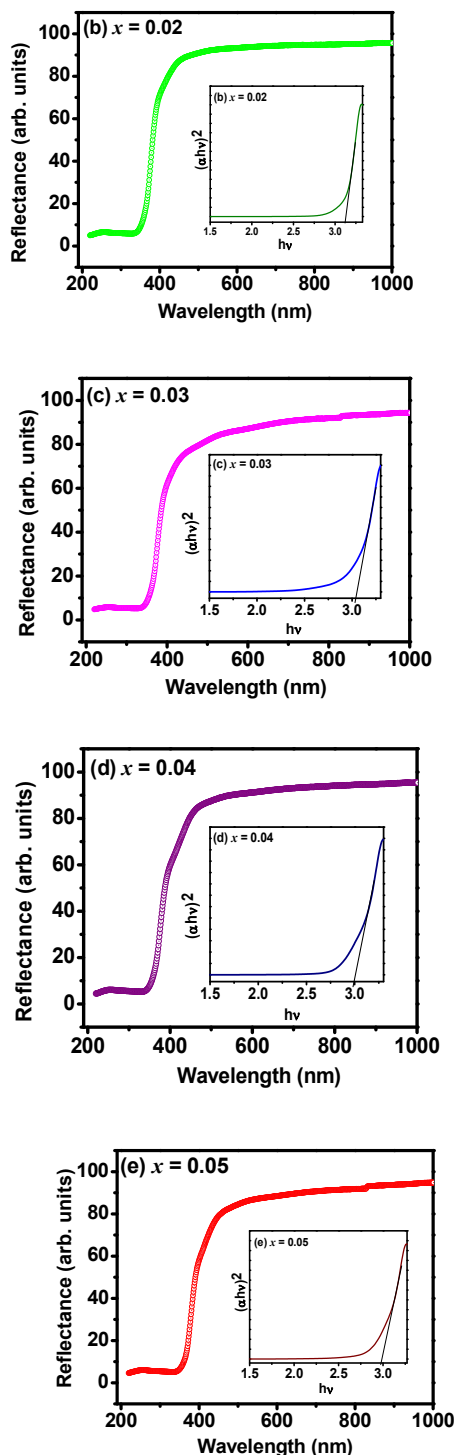 (b) x = 0.02
100
80
60
40
20
0
Reflectance (arb. units)
200 400 600 800 1000
Wavelength (nm)
(b) x = 0.02
(αhν)2
1.5 2.0 2.5 3.0
hν
(c) x = 0.03
100
80
60
40
20
0
Reflectance (arb. units)
200 400 600 800 1000
Wavelength (nm)
(c) x = 0.03
(αhν)2
1.5 2.0 2.5 3.0
hν
(d) x = 0.04
100
80
60
40
20
0
Reflectance (arb. units)
200 400 600 800 1000
Wavelength (nm)
(d) x = 0.04
(αhν)2
1.5 2.0 2.5 3.0
hν
(e) x = 0.05
100
80
60
40
20
0
Reflectance (arb. units)
200 400 600 800 1000
Wavelength (nm)
(e) x = 0.05
(αhν)2
1.5 2.0 2.5 3.0
hν